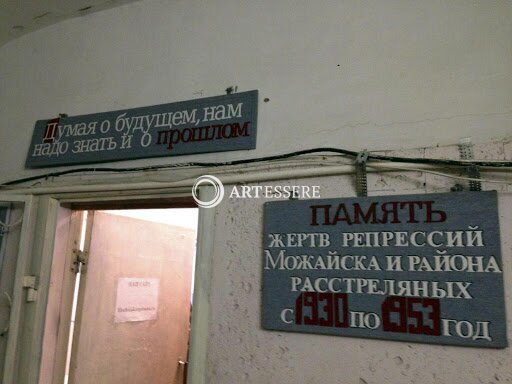 Думая о будущем, нам
надо знать и о прошлом
ARTESSERE
ПАМЯТЬ
ЖЕРТВ РЕПРЕССИЙ
МОЖАЙСКА И РАЙОНА
РАССТРЕЛЯНЫХ
С 1930 ПО 1953 ГОД